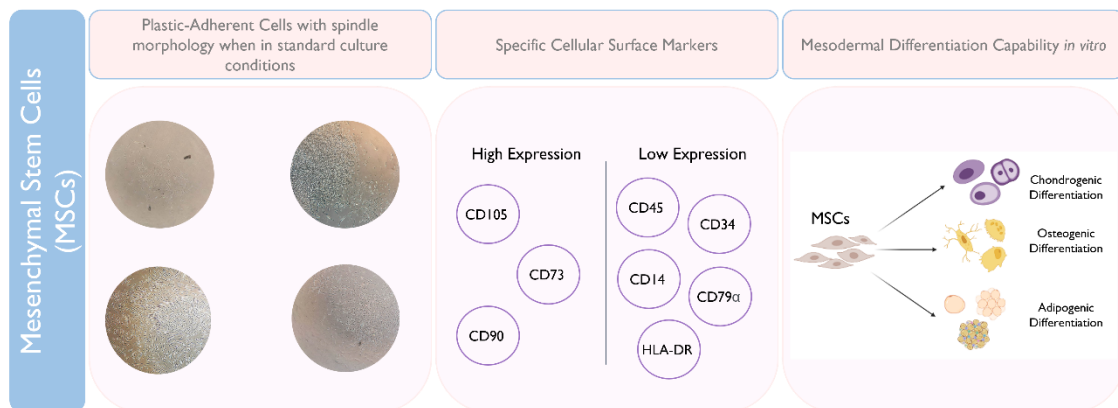 Mesenchymal Stem Cells
(MSCs)
Plastic-Adherent Cells with spindle
morphology when in standard culture
conditions
Specific Cellular Surface Markers
High Expression
Low Expression
CD105
CD73
CD90
CD45
CD34
CD14
CD79α
HLA-DR
Mesodermal Differentiation Capability in vitro
MSCs
Chondrogenic
Differentiation
Osteogenic
Differentiation
Adipogenic
Differentiation